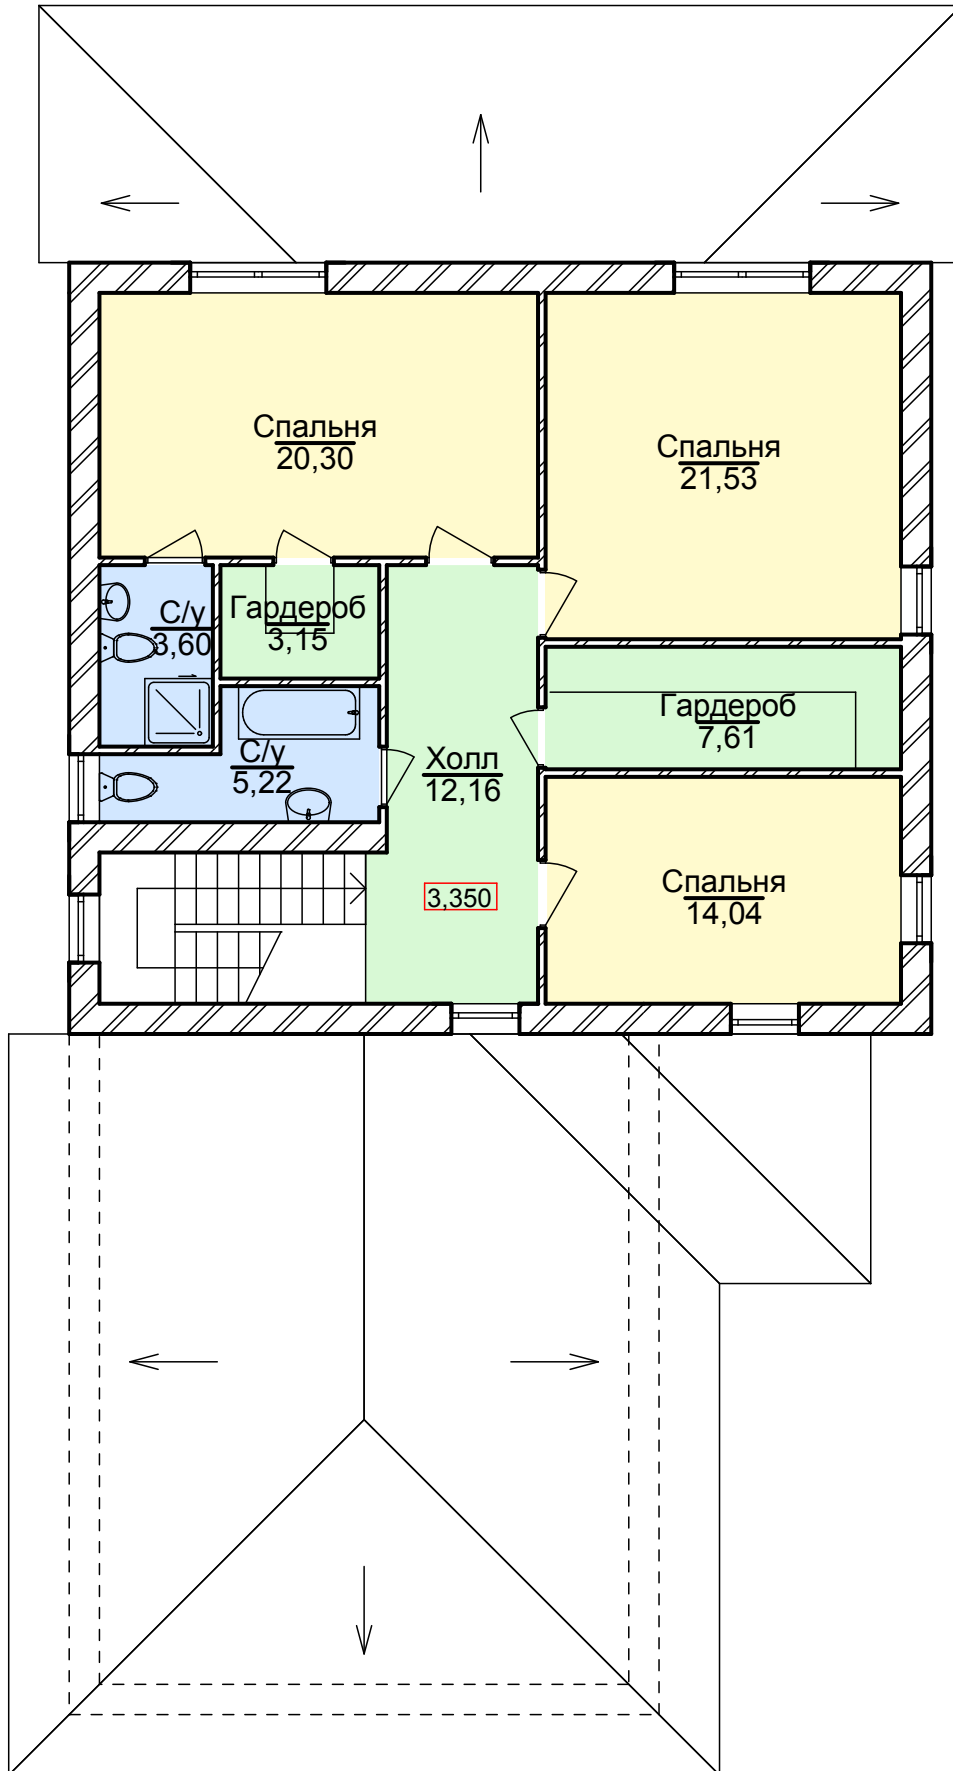 Спальня
20,30
Спальня
21,53
С/у
3,60
Гардероб
3,15
Гардероб
7,61
С/у
5,22
Холл
12,16
Спальня
14,04
3,350